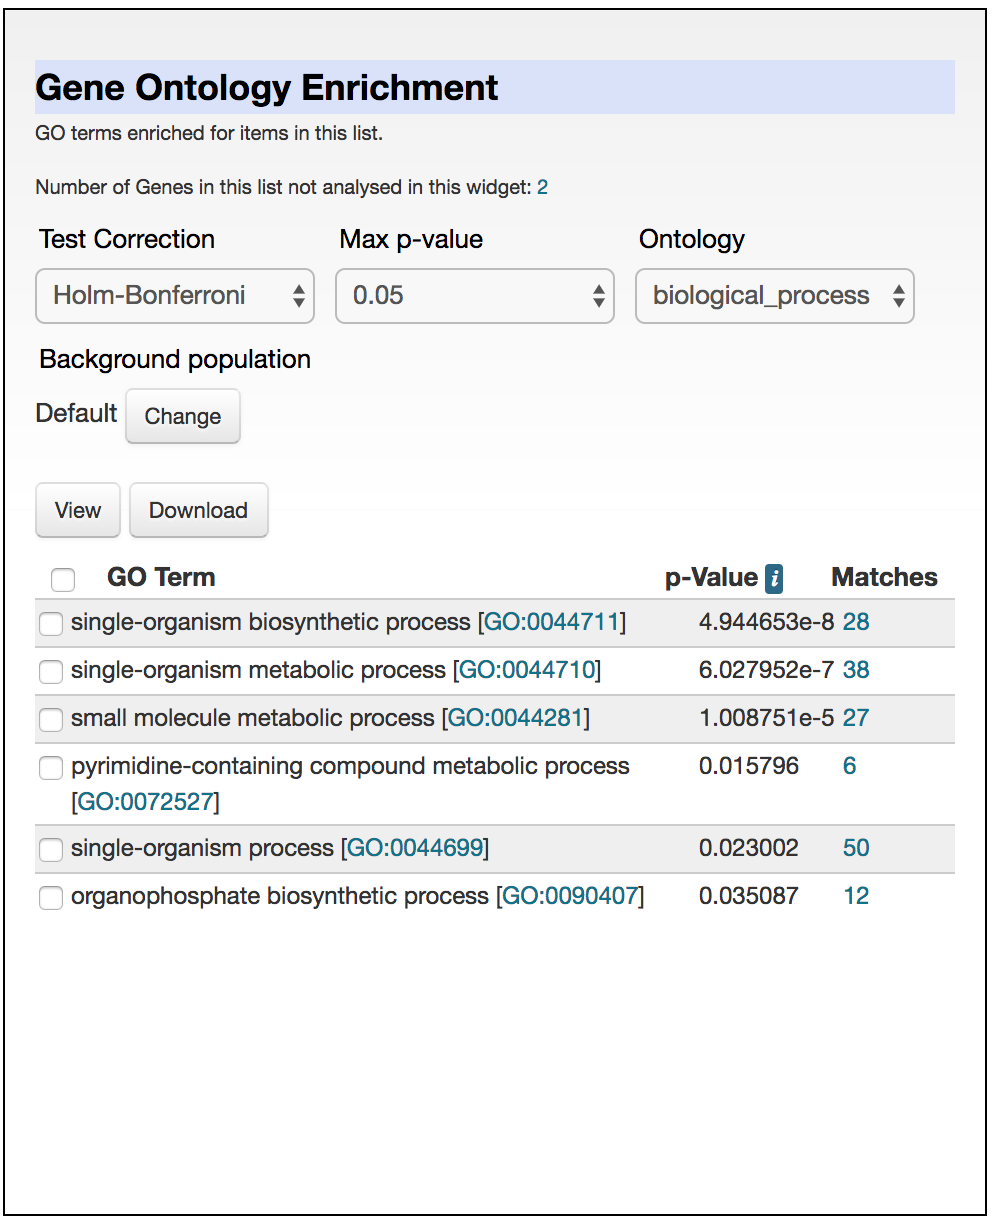 Gene Ontology Enrichment
GO terms enriched for items in this list.
Number of Genes in this list not analysed in this widget: 2
Test Correction Max p-value Ontology
Holm-Bonferroni 0.05 biological_process
Background population
Default Change
View Download
GO Term p-Value i Matches
single-organism biosynthetic process [GO:0044711] 4.944653e-8 28
single-organism metabolic process [GO:0044710] 6.027952e-7 38
small molecule metabolic process [GO:0044281] 1.008751e-5 27
pyrimidine-containing compound metabolic process 0.015796 6
[GO:0072527]
single-organism process [GO:0044699] 0.023002 50
organophosphate biosynthetic process [GO:0090407] 0.035087 12